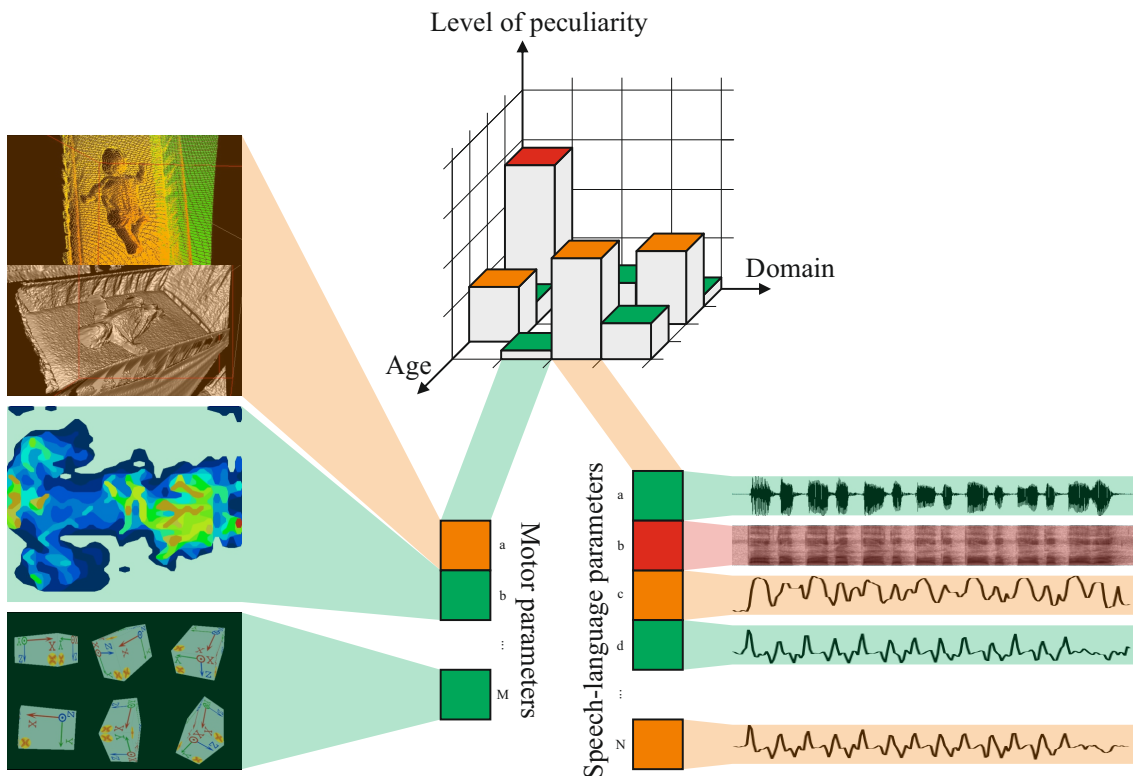 Level of peculiarity
Domain
Age
Motor parameters
a
b
...
M
Speech-language parameters
a
b
c
d
...
N